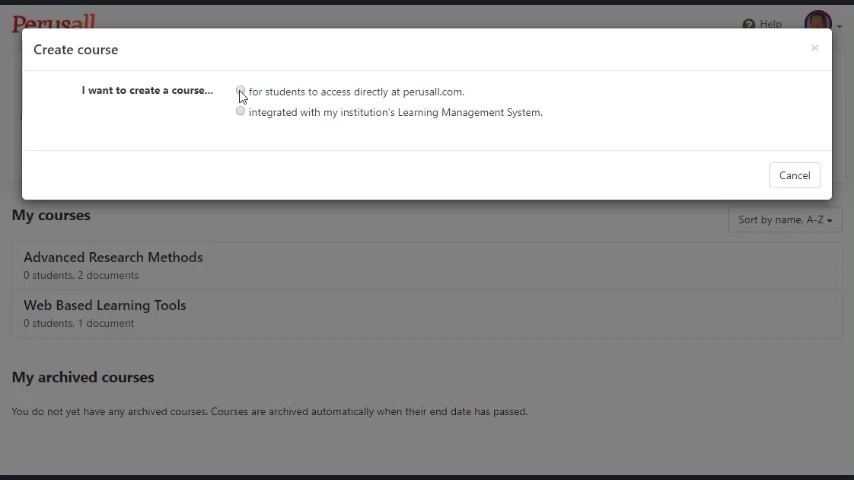 Perusall
Help
Create course
×
I want to create a course...
for students to access directly at perusall.com.
integrated with my institution's Learning Management System.
Cancel
My courses
Sort by name, A-Z
Advanced Research Methods
0 students, 2 documents
Web Based Learning Tools
0 students, 1 document
My archived courses
You do not yet have any archived courses. Courses are archived automatically when their end date has passed.